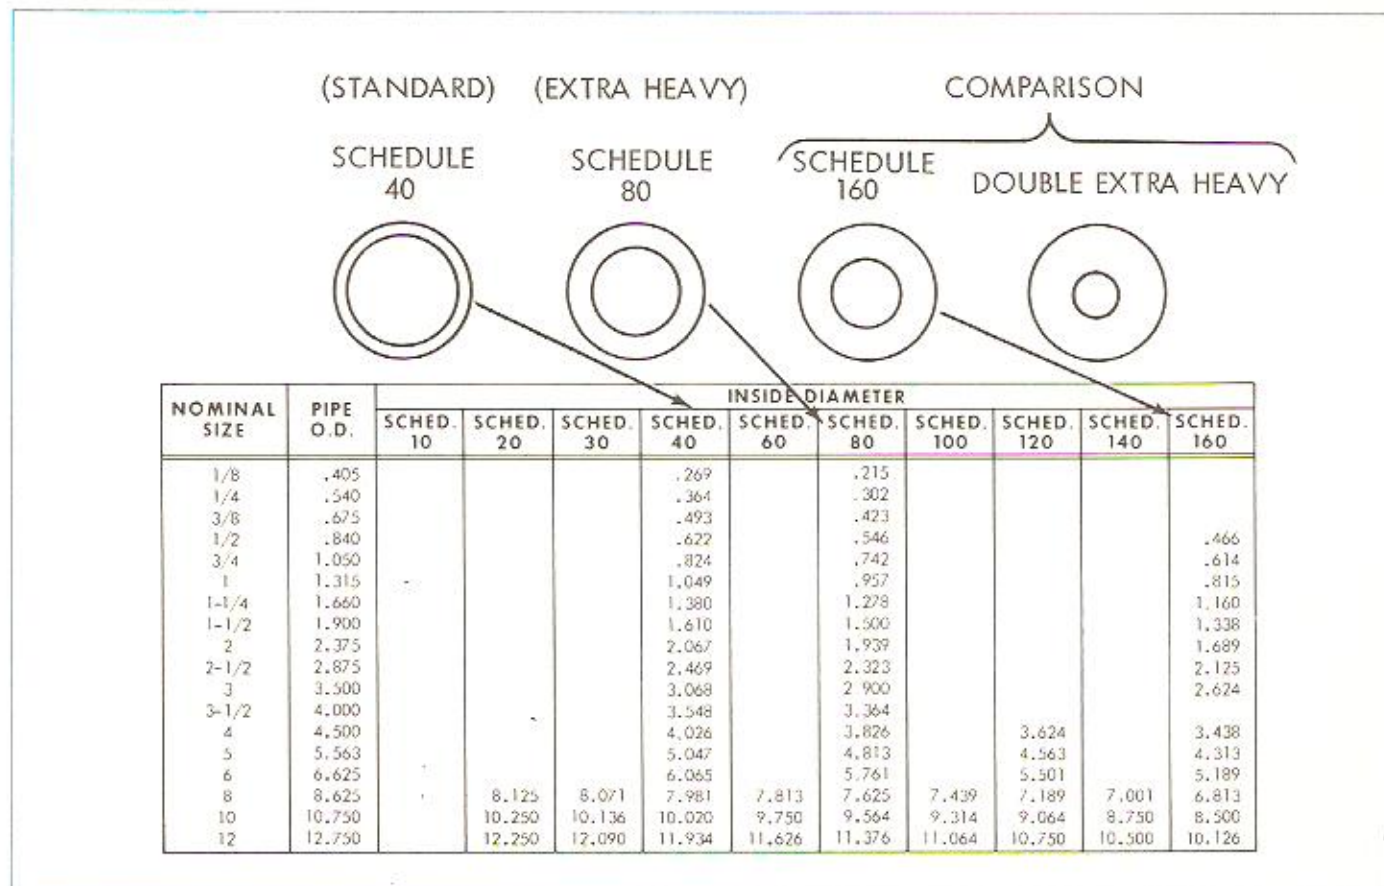 (STANDARD) (EXTRA HEAVY) COMPARISON
SCHEDULE 40 SCHEDULE 80 SCHEDULE 160 DOUBLE EXTRA HEAVY
NOMINAL SIZE PIPE O.D. INSIDE DIAMETER
SCHED. 10 SCHED. 20 SCHED. 30 SCHED. 40 SCHED. 60 SCHED. 80 SCHED. 100 SCHED. 120 SCHED. 140 SCHED. 160
1/8 .405 .269 .215
1/4 .540 .364 .302
3/8 .675 .493 .423
1/2 .840 .622 .546 .466
3/4 1.050 .824 .742 .614
1 1.315 1.049 .957 .815
1-1/4 1.660 1.380 1.278 1.160
1-1/2 1.900 1.610 1.500 1.338
2 2.375 2.067 1.939 1.689
2-1/2 2.875 2.469 2.323 2.125
3 3.500 3.068 2 900 2.624
3-1/2 4.000 3.548 3.364
4 4.500 4.026 3.826 3.624 3.438
5 5.563 5.047 4.813 4.563 4.313
6 6.625 6.065 5.761 5.501 5.189
8 8.625 8.125 8.071 7.981 7.813 7.625 7.439 7.189 7.001 6.813
10 10.750 10.250 10.136 10.020 9.750 9.564 9.314 9.064 8.750 8.500
12 12.750 12.250 12.090 11.934 11.626 11.376 11.064 10.750 10.500 10.126